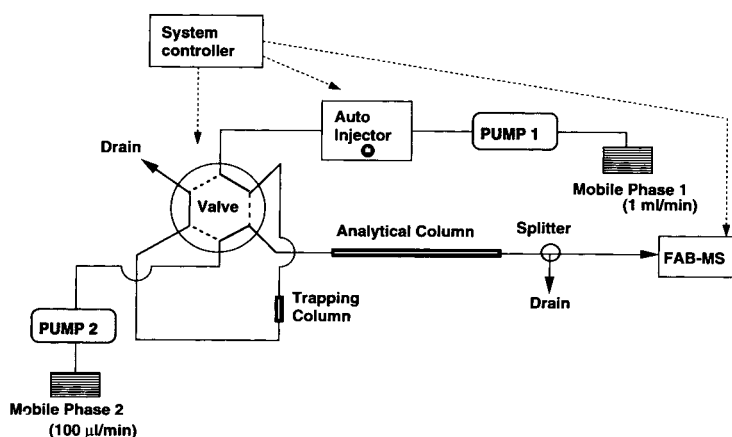 System
controller
Auto
Injector
PUMP 1
Drain
Mobile Phase 1
(1 ml/min)
Valve
Analytical Column
Splitter
FAB-MS
Trapping
Column
Drain
PUMP 2
Mobile Phase 2
(100 µl/min)